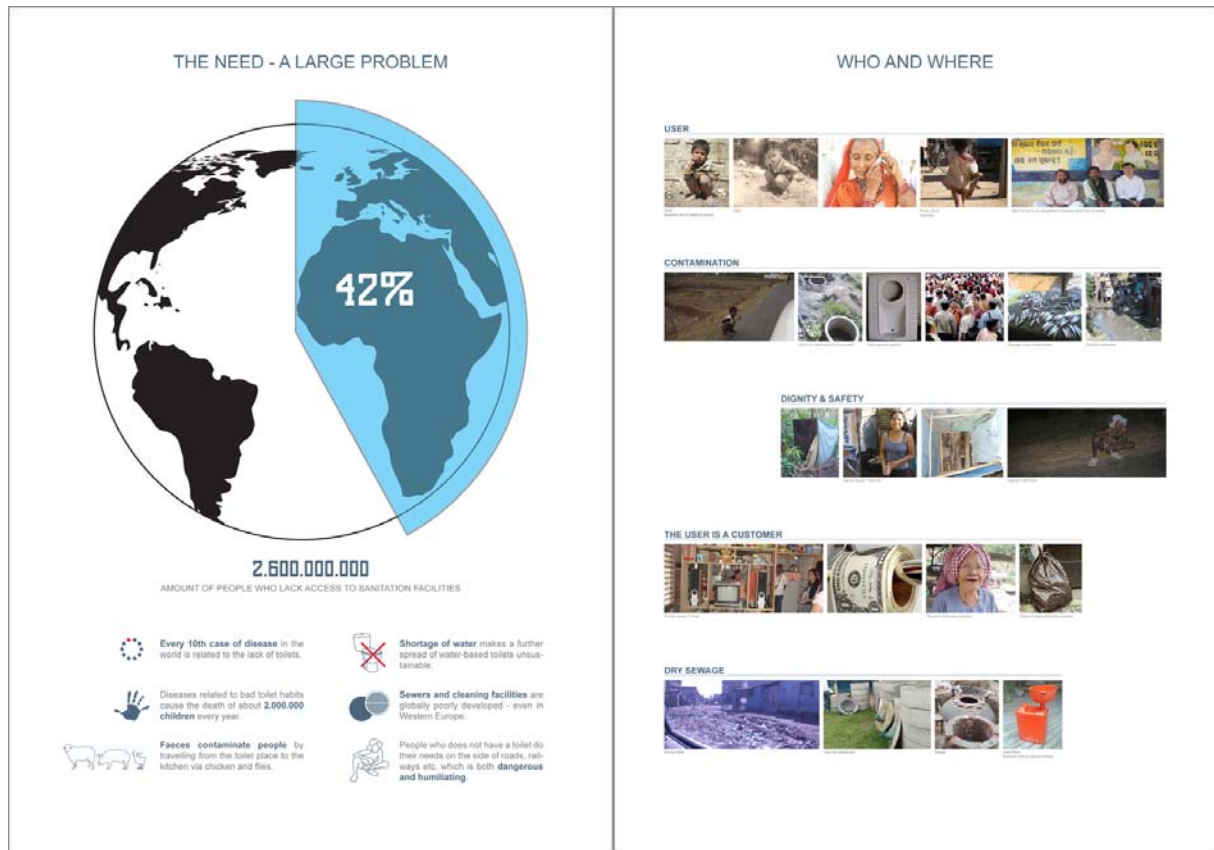 THE NEED - A LARGE PROBLEM
42%
2.600.000.000
AMOUNT OF PEOPLE WHO LACK ACCESS TO SANITATION FACILITIES
Every 10th case of disease in the
world is related to the lack of toilets.
Diseases related to bad toilet habits
cause the death of about 2.000.000
children every year.
Faeces contaminate people by
travelling from the toilet place to the
kitchen via chicken and flies.
Shortage of water makes a further
spread of water-based toilets unsus-
tainable.
Sewers and cleaning facilities are
globally poorly developed - even in
Western Europe.
People who does not have a toilet do
their needs on the side of roads, rail-
ways etc. which is both dangerous
and humiliating
WHO AND WHERE
USER
CONTAMINATION
DIGNITY & SAFETY
THE USER IS A CUSTOMER
DRY SEWAGE